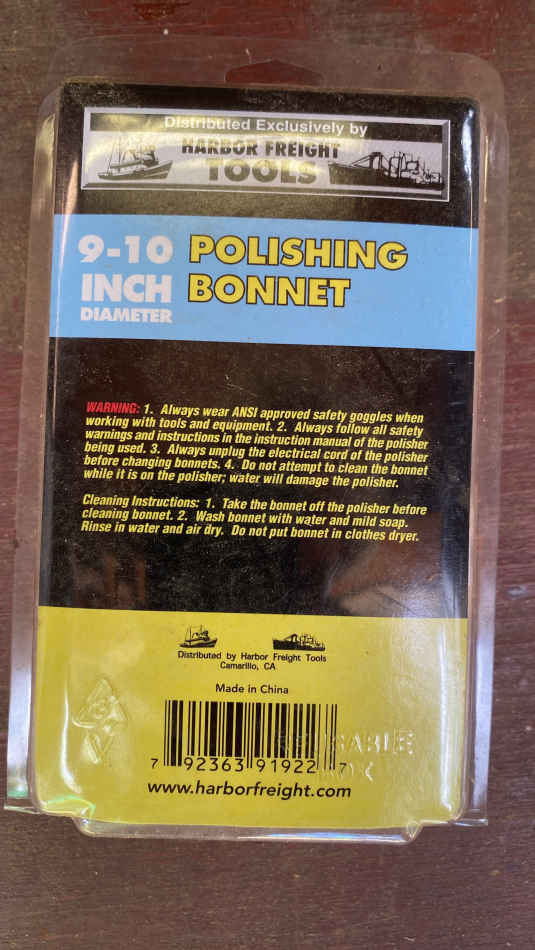 Distributed Exclusively by
HARBOR FREIGHT
TOOLS
9-10 POLISHING
INCH BONNET
DIAMETER
WARNING: 1. Always wear ANSI approved safety goggles when
working with tools and equipment. 2. Always follow all safety
warnings and instructions in the instruction manual of the polisher
being used. 3. Always unplug the electrical cord of the polisher
before changing bonnets. 4. Do not attempt to clean the bonnet
while it is on the polisher; water will damage the polisher.
Cleaning Instructions: 1. Take the bonnet off the polisher before
cleaning bonnet. 2. Wash bonnet with water and mild soap.
Rinse in water and air dry. Do not put bonnet in clothes dryer.
Distributed by Harbor Freight Tools
Camarillo, CA
Made in China
7 92363 91922 7
www.harborfreight.com